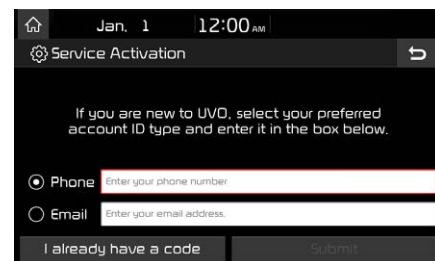 Jan. 1 12:00 AM
Service Activation
If you are new to UVO, select your preferred
account ID type and enter it in the box below.
Phone Enter your phone number
Email Enter your email address.
I already have a code Submit